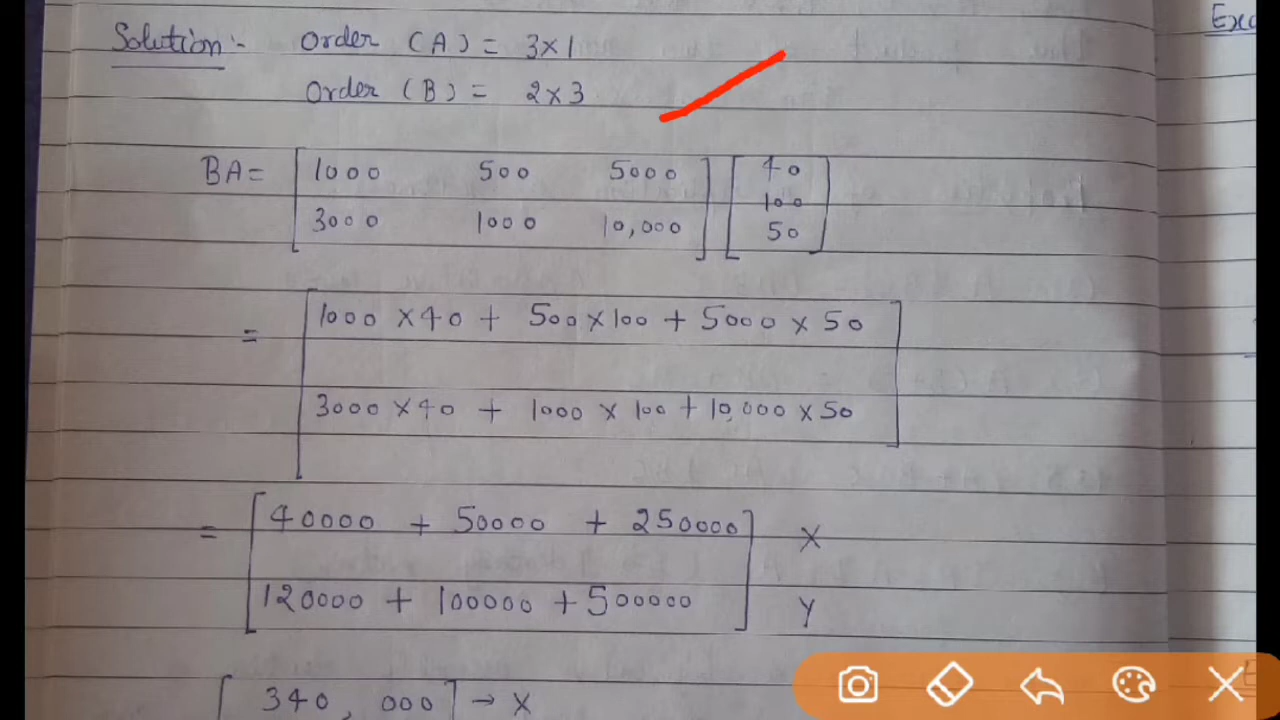 Exa
Solution:- Order (A) = 3×1
Order (B) = 2×3
BA = [1000 500 5000] [40]
100
3000 1000 10,000 50
= [1000 ×40 + 500×100 + 5000 × 50]
3000 ×40 + 1000 × 100 + 10,000 × 50
= [40000 + 50000 + 250000] X
120000 + 100000 + 500000 Y
[340, 000] → X